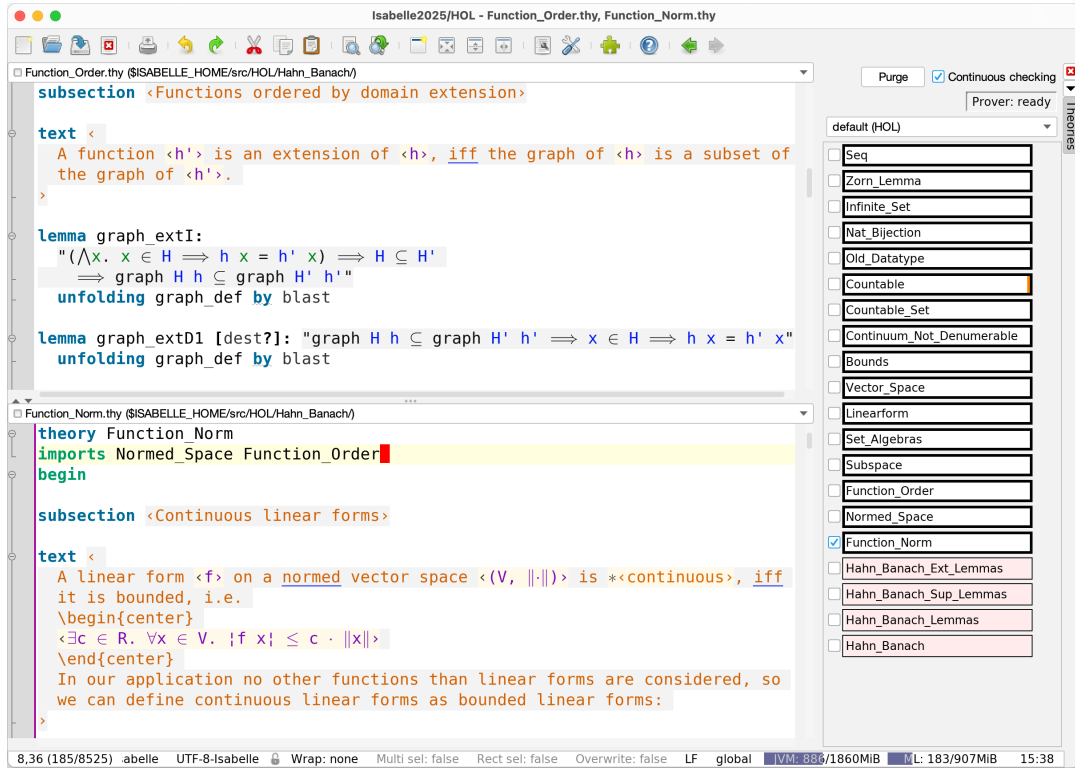 Isabelle2025/HOL - Function_Order.thy, Function_Norm.thy
Function_Order.thy ($ISABELLE_HOME/src/HOL/Hahn_Banach/)
subsection ‹Functions ordered by domain extension›
text ‹
A function ‹h'› is an extension of ‹h›, iff the graph of ‹h› is a subset of
the graph of ‹h'›.
›
lemma graph_extI:
"(⋀x. x ∈ H ⟹ h x = h' x) ⟹ H ⊆ H'
⟹ graph H h ⊆ graph H' h'"
unfolding graph_def by blast
lemma graph_extD1 [dest?]: "graph H h ⊆ graph H' h' ⟹ x ∈ H ⟹ h x = h' x"
unfolding graph_def by blast
Function_Norm.thy ($ISABELLE_HOME/src/HOL/Hahn_Banach/)
theory Function_Norm
imports Normed_Space Function_Order
begin
subsection ‹Continuous linear forms›
text ‹
A linear form ‹f› on a normed vector space ‹(V, ∥⋅∥)› is *‹continuous›, iff
it is bounded, i.e.
\begin{center}
‹∃c ∈ R. ∀x ∈ V. ¦f x¦ ≤ c ⋅ ∥x∥›
\end{center}
In our application no other functions than linear forms are considered, so
we can define continuous linear forms as bounded linear forms:
›
Purge Continuous checking
Prover: ready
Theories
default (HOL)
Seq
Zorn_Lemma
Infinite_Set
Nat_Bijection
Old_Datatype
Countable
Countable_Set
Continuum_Not_Denumerable
Bounds
Vector_Space
Linearform
Set_Algebras
Subspace
Function_Order
Normed_Space
Function_Norm
Hahn_Banach_Ext_Lemmas
Hahn_Banach_Sup_Lemmas
Hahn_Banach_Lemmas
Hahn_Banach
8,36 (185/8525) abelle UTF-8-Isabelle Wrap: none Multi sel: false Rect sel: false Overwrite: false LF global JVM: 886/1860MiB ML: 183/907MiB 15:38